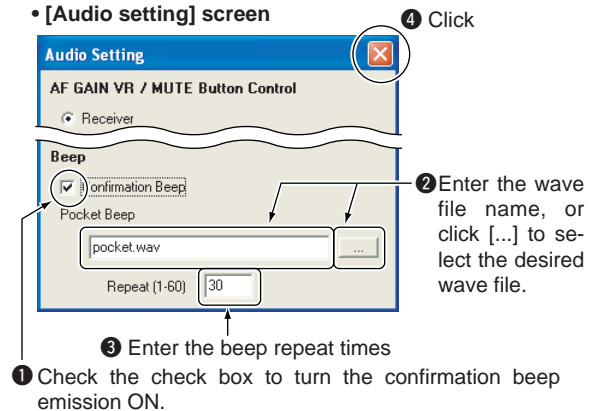 • [Audio setting] screen
❹ Click
Audio Setting
AF GAIN VR / MUTE Button Control
Receiver
Beep
Confirmation Beep
Pocket Beep
pocket.wav
...
Repeat (1-60)
30
❷Enter the wave
file name, or
click [...] to se-
lect the desired
wave file.
❸ Enter the beep repeat times
❶ Check the check box to turn the confirmation beep
emission ON.